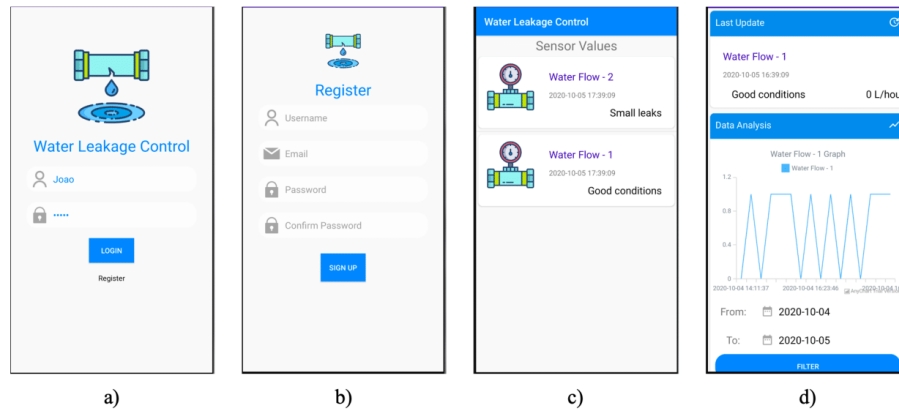 Water Leakage Control
Joao
•••••
LOGIN
Register
a)
Register
Username
Email
Password
Confirm Password
SIGN UP
b)
Water Leakage Control
Sensor Values
Water Flow - 2
2020-10-05 17:39:09
Small leaks
Water Flow - 1
2020-10-05 17:39:09
Good conditions
c)
Last Update
Water Flow - 1
2020-10-05 16:39:09
Good conditions 0 L/hou
Data Analysis
Water Flow - 1 Graph
Water Flow - 1
1.2
0.8
0.4
0
2020-10-04 14:11:37 2020-10-04 16:23:46 2020-10-04
From: 2020-10-04
To: 2020-10-05
FILTER
d)